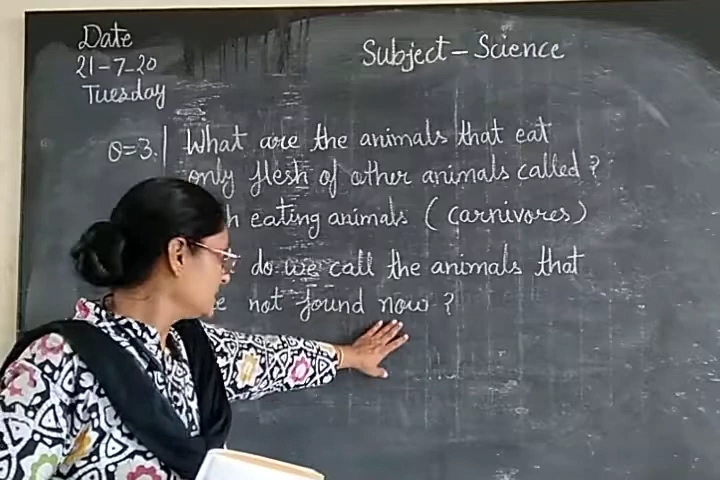 Date
21-7-20
Tuesday
Subject - Science
Q=3.| What are the animals that eat
only flesh of other animals called?
eating animals (carnivores)
do we call the animals that
not found now?